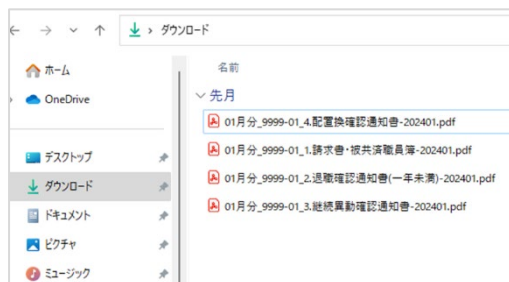 ダウンロード
名前
ホーム
OneDrive
デスクトップ
ダウンロード
ドキュメント
ピクチャ
ミュージック
先月
01月分_9999-01_4.配置換確認通知書-202401.pdf
01月分_9999-01_1.請求書・被共済職員簿-202401.pdf
01月分_9999-01_2.退職確認通知書(一年未満)-202401.pdf
01月分_9999-01_3.継続異動確認通知書-202401.pdf